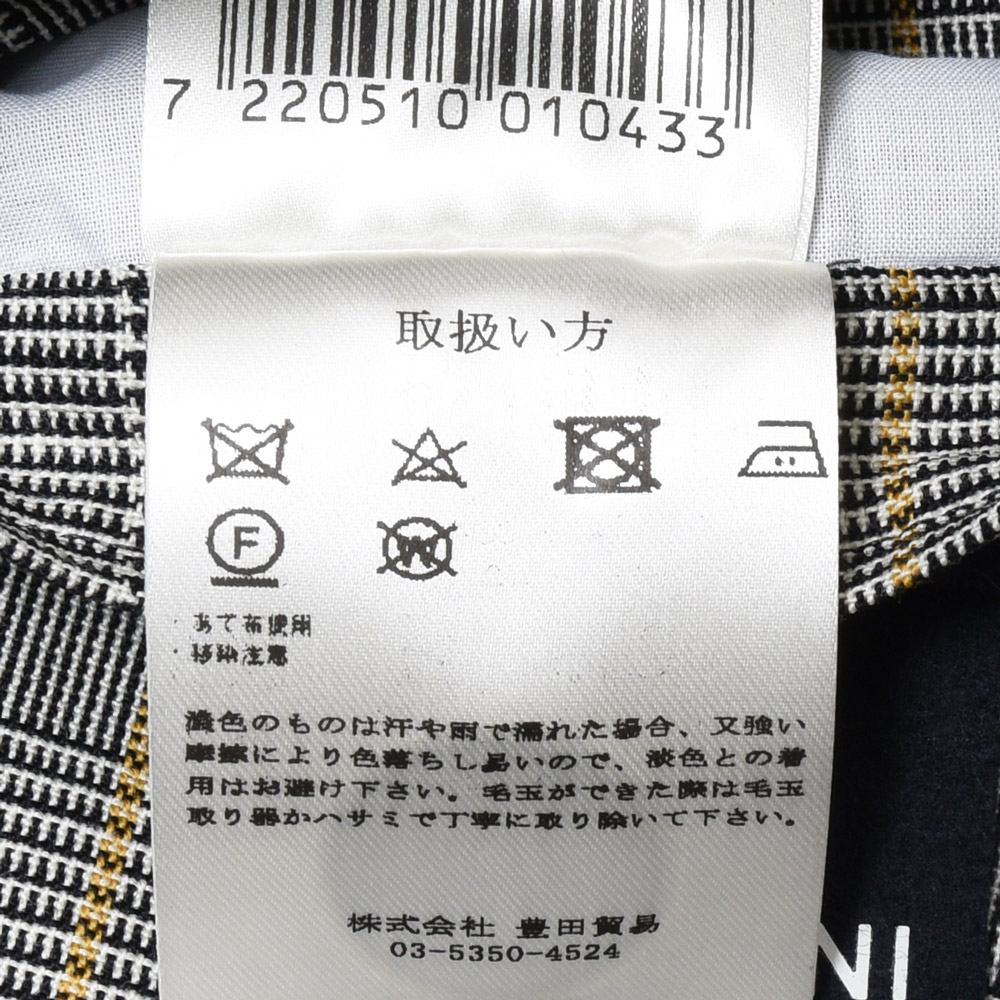 7 220510 010433
取扱い方
F
W
あて布使用
移染注意
濃色のものは汗や雨で濡れた場合、又強い
摩擦により色落ちし易いので、淡色との着
用はお避け下さい。毛玉ができた際は毛玉
取り器かハサミで丁寧に取り除いて下さい。
株式会社 豊田貿易
03-5350-4524
NI